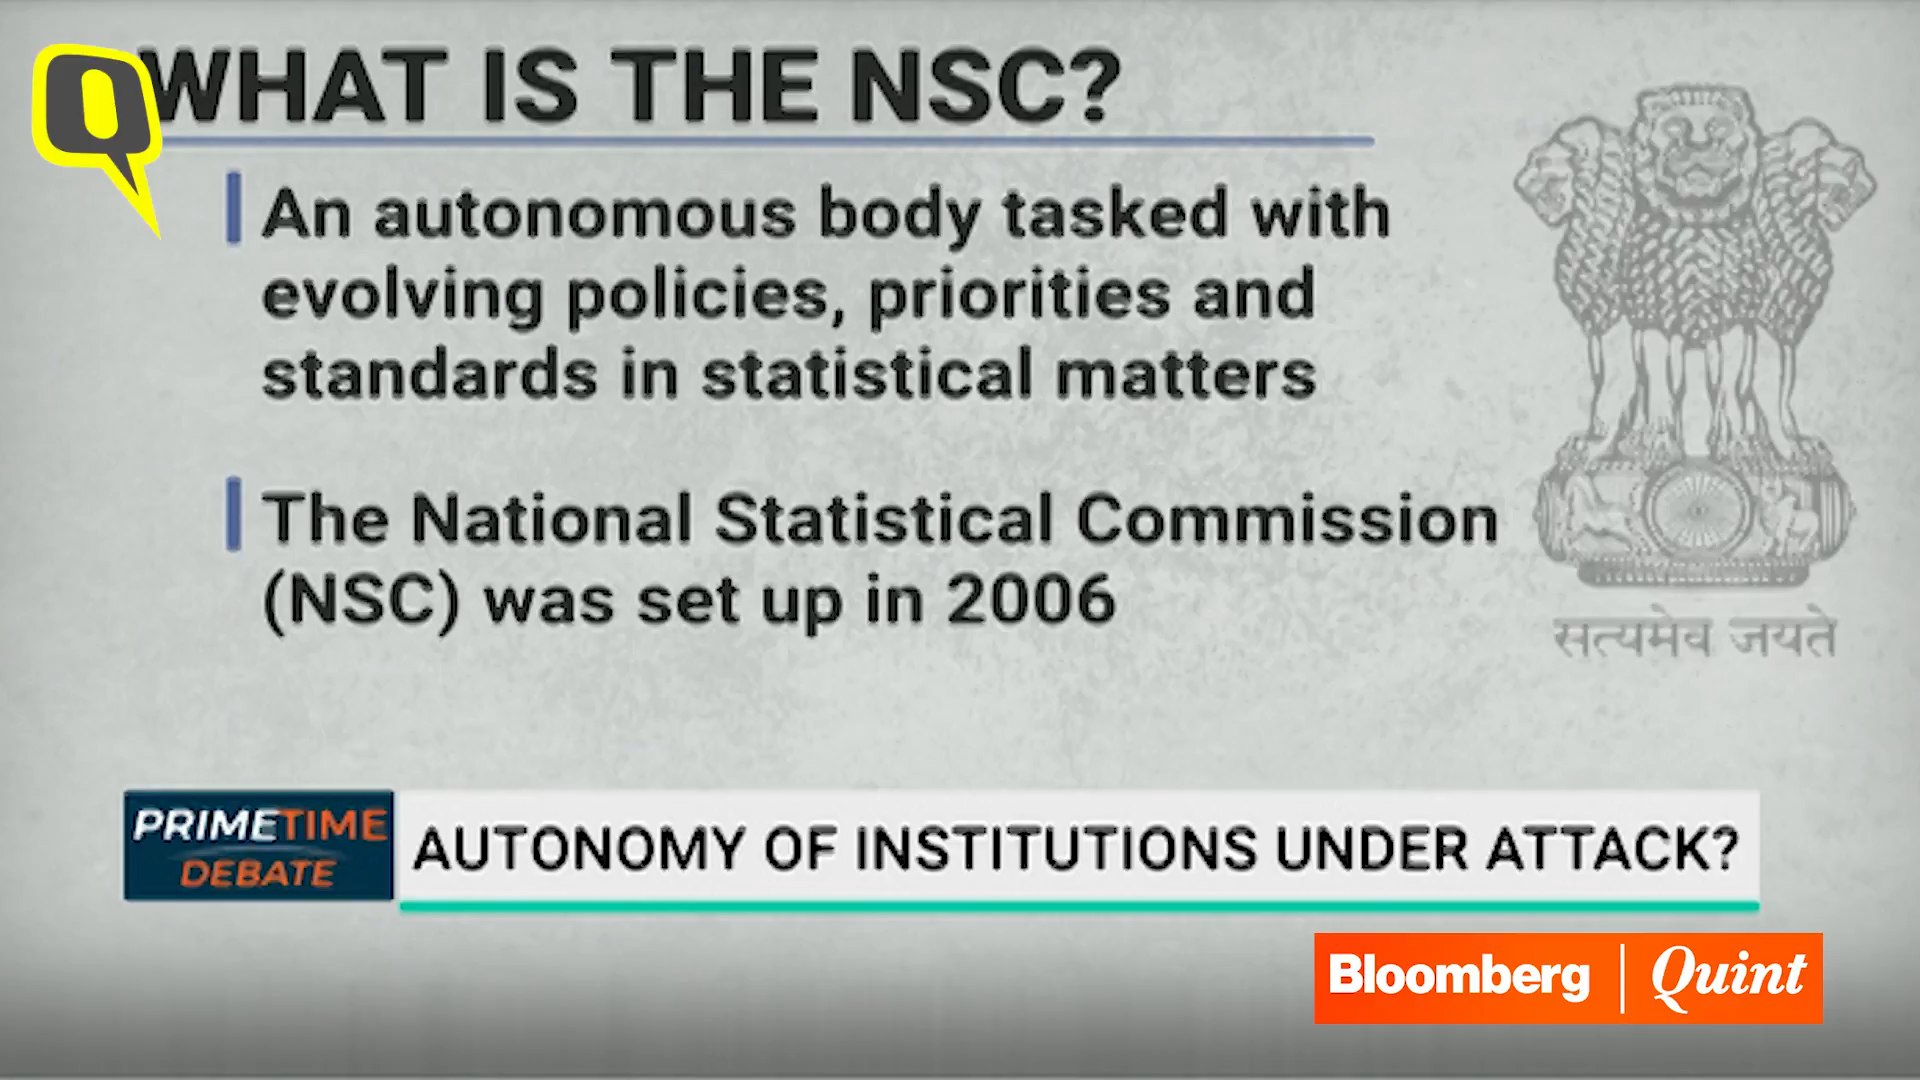 WHAT IS THE NSC?
An autonomous body tasked with
evolving policies, priorities and
standards in statistical matters
The National Statistical Commission
(NSC) was set up in 2006
सत्यमेव जयते
PRIMETIME
DEBATE
AUTONOMY OF INSTITUTIONS UNDER ATTACK?
Bloomberg | Quint
Q